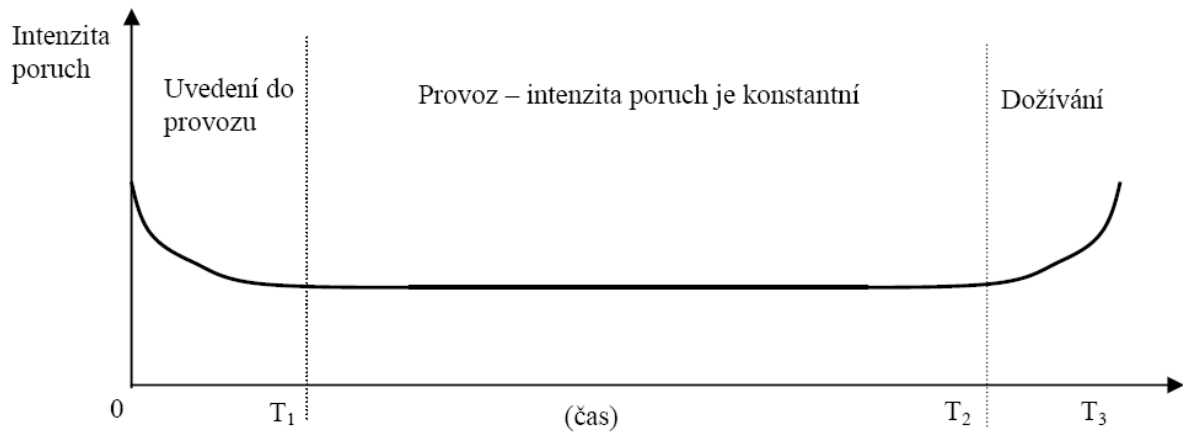 Intenzita
poruch
Uvedení do
provozu
Provoz – intenzita poruch je konstantní
Dožívání
0
T₁
(čas)
T₂
T₃